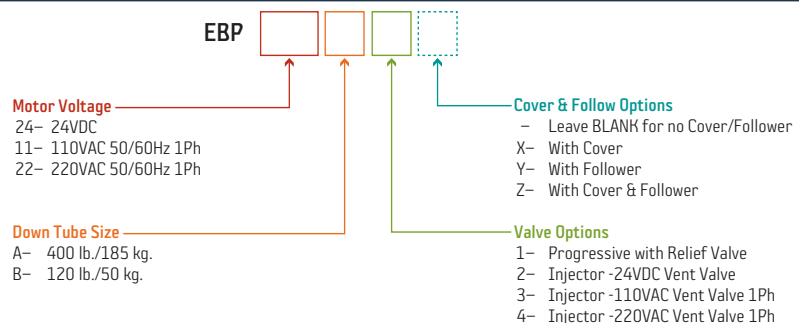 EBP
Motor Voltage
24– 24VDC
11– 110VAC 50/60Hz 1Ph
22– 220VAC 50/60Hz 1Ph
Down Tube Size
A– 400 lb./185 kg.
B– 120 lb./50 kg.
Cover & Follow Options
– Leave BLANK for no Cover/Follower
X– With Cover
Y– With Follower
Z– With Cover & Follower
Valve Options
1– Progressive with Relief Valve
2– Injector -24VDC Vent Valve
3– Injector -110VAC Vent Valve 1Ph
4– Injector -220VAC Vent Valve 1Ph